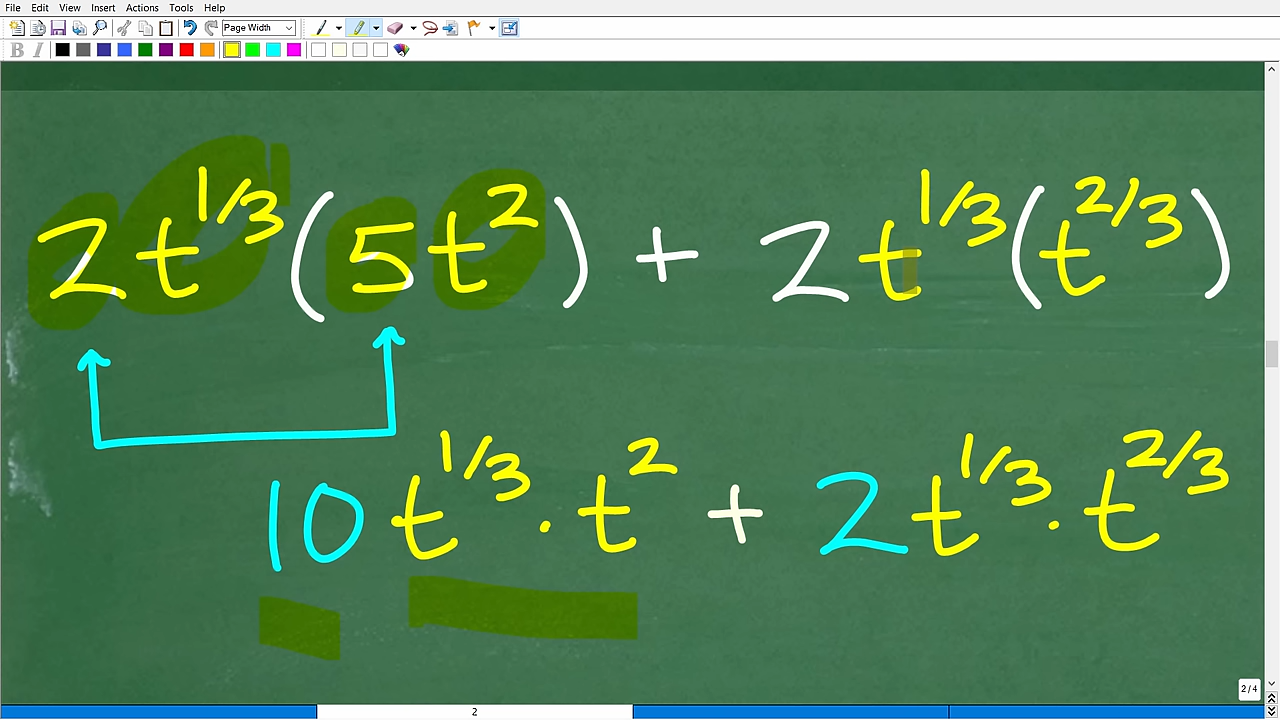 File Edit View Insert Actions Tools Help
Page Width
B I
2t^{1/3}(5t^2) + 2t^{1/3}(t^{2/3})
10t^{1/3}·t^2 + 2t^{1/3}·t^{2/3}
2/4
2